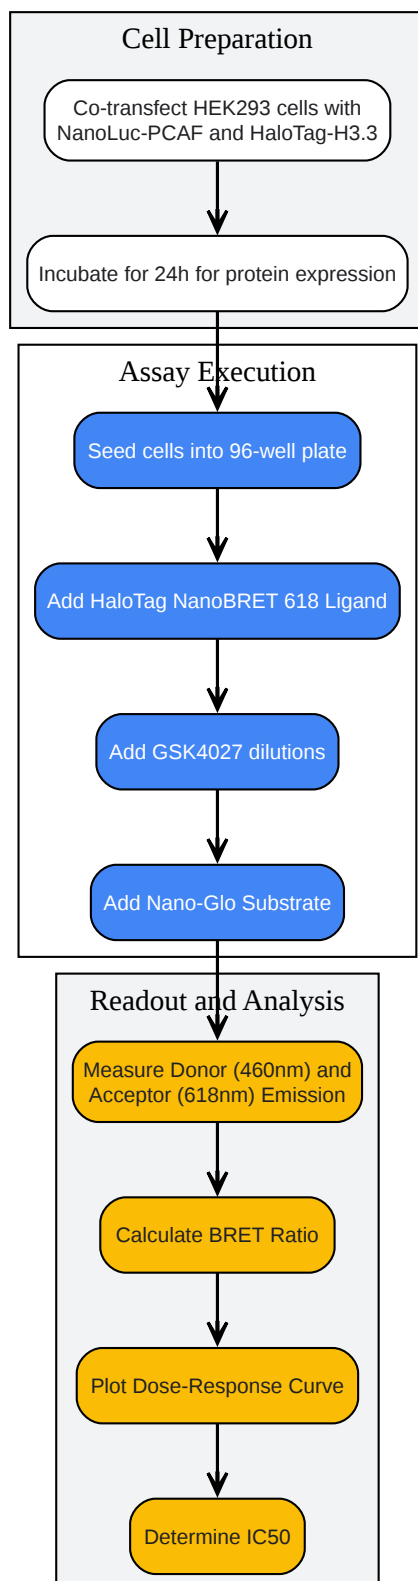 Cell Preparation
Co-transfect HEK293 cells with
NanoLuc-PCAF and HaloTag-H3.3
Incubate for 24h for protein expression
Assay Execution
Seed cells into 96-well plate
Add HaloTag NanoBRET 618 Ligand
Add GSK4027 dilutions
Add Nano-Glo Substrate
Readout and Analysis
Measure Donor (460nm) and
Acceptor (618nm) Emission
Calculate BRET Ratio
Plot Dose-Response Curve
Determine IC50